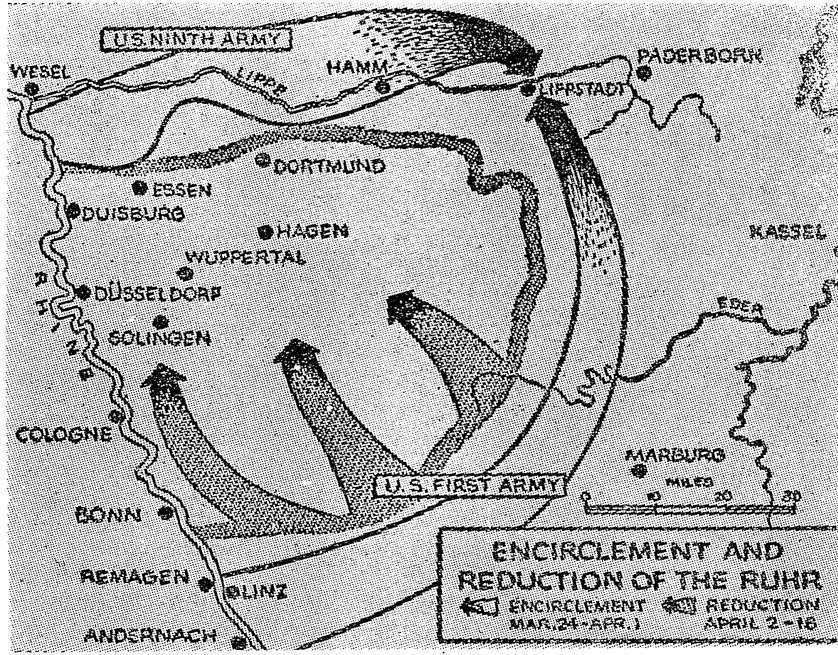 U.S. NINTH ARMY
WESEL
LIPPE
HAMM
PADERBORN
LIPPSTADT
DORTMUND
ESSEN
DUISBURG
HAGEN
KASSEL
WUPPERTAL
RHINE
DÜSSELDORF
EDER
SOLINGEN
COLOGNE
MARBURG
U.S. FIRST ARMY
MILES
0 10 20 30
BONN
ENCIRCLEMENT AND
REDUCTION OF THE RUHR
REMAGEN
LINZ
ENCIRCLEMENT
MAR. 24-APR. 1
REDUCTION
APRIL 2-18
ANDERNACH